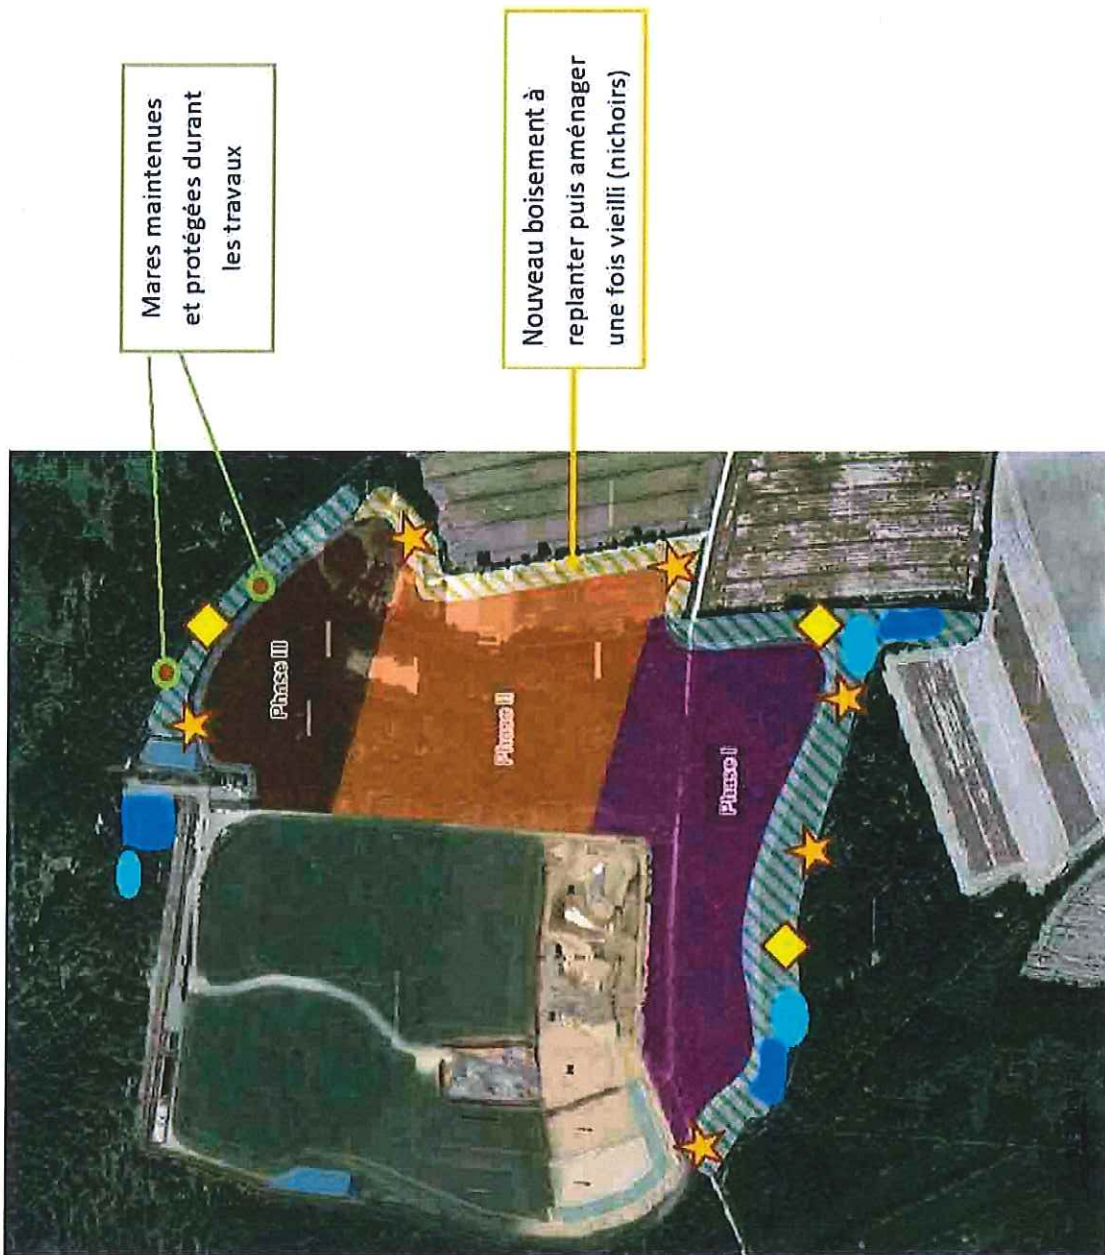 Mares maintenues
et protégées durant
les travaux
Nouveau boisement à
replanter puis aménager
une fois vieilli (nichoirs)
Phase III
Phase II
Phase I